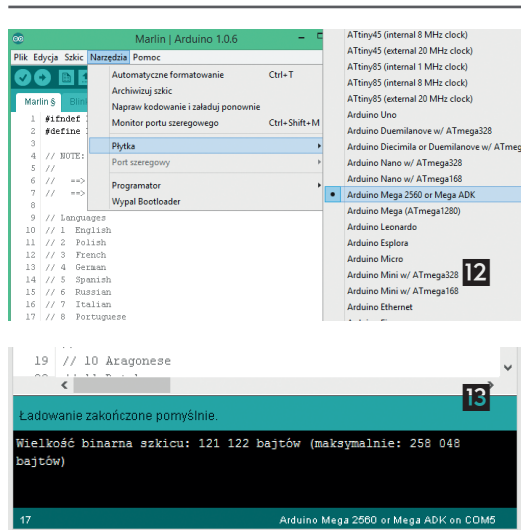 Marlin | Arduino 1.0.6
Plik Edycja Szkic Narzędzia Pomoc
Automatyczne formatowanie Ctrl+T
Archiwizuj szkic
Napraw kodowanie i załaduj ponownie
Monitor portu szeregowego Ctrl+Shift+M
Płytka
Port szeregowy
Programator
Wypal Bootloader
Marlin §
1 #ifndef
2 #define
3
4 // NOTE:
5 //
6 // ==>
7 // ==>
8
9 // Languages
10 // 1 English
11 // 2 Polish
12 // 3 French
13 // 4 German
14 // 5 Spanish
15 // 6 Russian
16 // 7 Italian
17 // 8 Portuguese
ATtiny45 (internal 8 MHz clock)
ATtiny45 (external 20 MHz clock)
ATtiny85 (internal 1 MHz clock)
ATtiny85 (internal 8 MHz clock)
ATtiny85 (external 20 MHz clock)
Arduino Uno
Arduino Duemilanove w/ ATmega328
Arduino Diecimila or Duemilanove w/ ATmeg
Arduino Nano w/ ATmega328
Arduino Nano w/ ATmega168
Arduino Mega 2560 or Mega ADK
Arduino Mega (ATmega1280)
Arduino Leonardo
Arduino Esplora
Arduino Micro
Arduino Mini w/ ATmega328
Arduino Mini w/ ATmega168
Arduino Ethernet
12
19 // 10 Aragonese
13
Ładowanie zakończone pomyślnie.
Wielkość binarna szkicu: 121 122 bajtów (maksymalnie: 258 048
bajtów)
17 Arduino Mega 2560 or Mega ADK on COM5